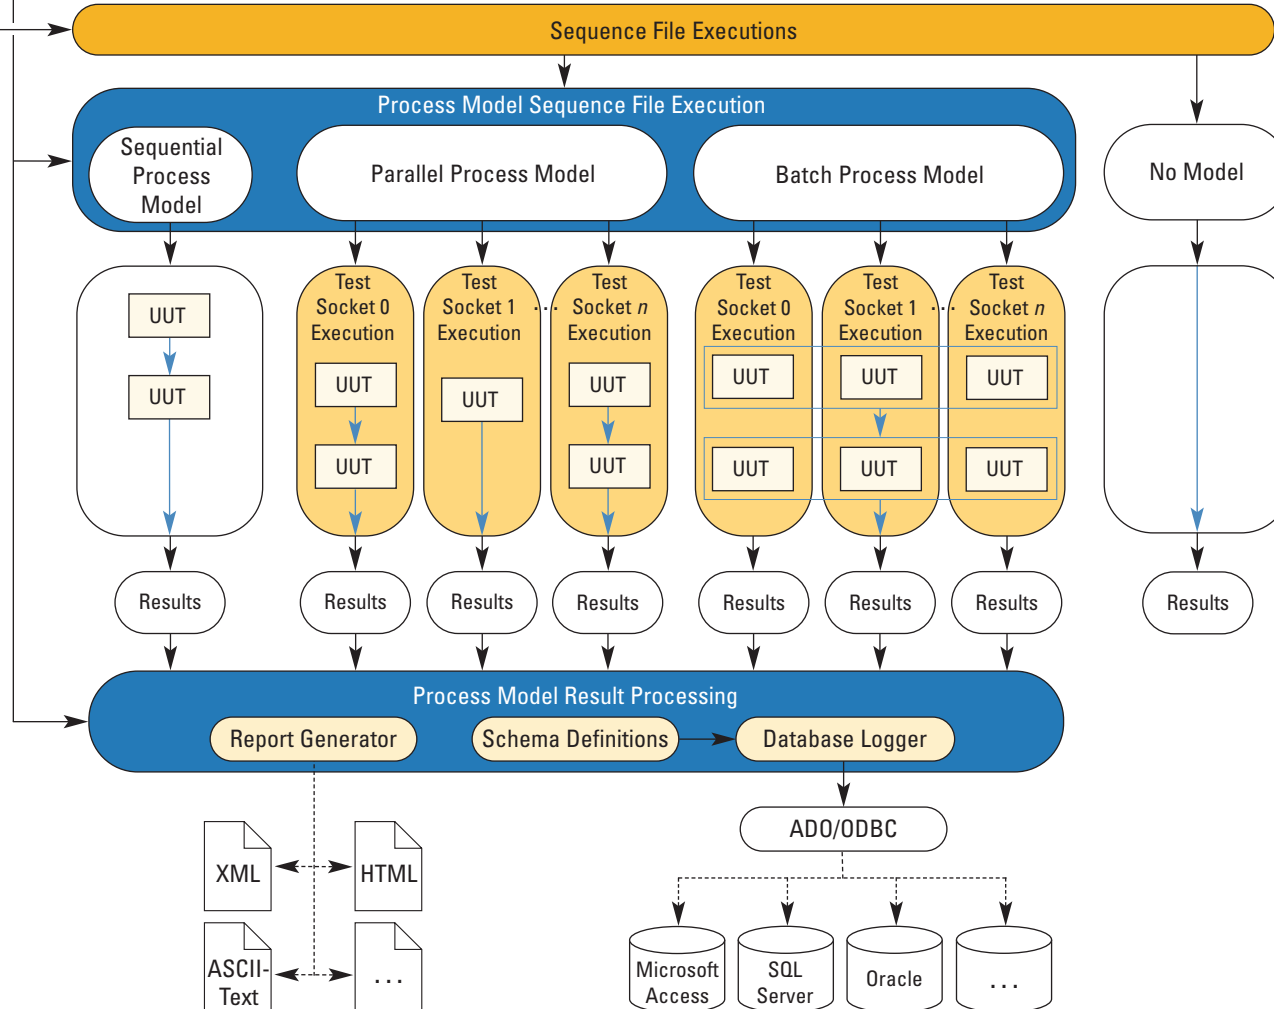 Sequence File Executions
Process Model Sequence File Execution
Sequential
Process
Model
Parallel Process Model
Batch Process Model
No Model
UUT
UUT
Test
Socket 0
Execution
UUT
UUT
Test
Socket 1
Execution
UUT
...
Test
Socket n
Execution
UUT
UUT
Test
Socket 0
Execution
UUT
UUT
Test
Socket 1
Execution
UUT
UUT
...
Test
Socket n
Execution
UUT
UUT
Results
Results
Results
Results
Results
Results
Results
Results
Process Model Result Processing
Report Generator
Schema Definitions
Database Logger
ADO/ODBC
XML
HTML
ASCII-
Text
...
Microsoft
Access
SQL
Server
Oracle
...